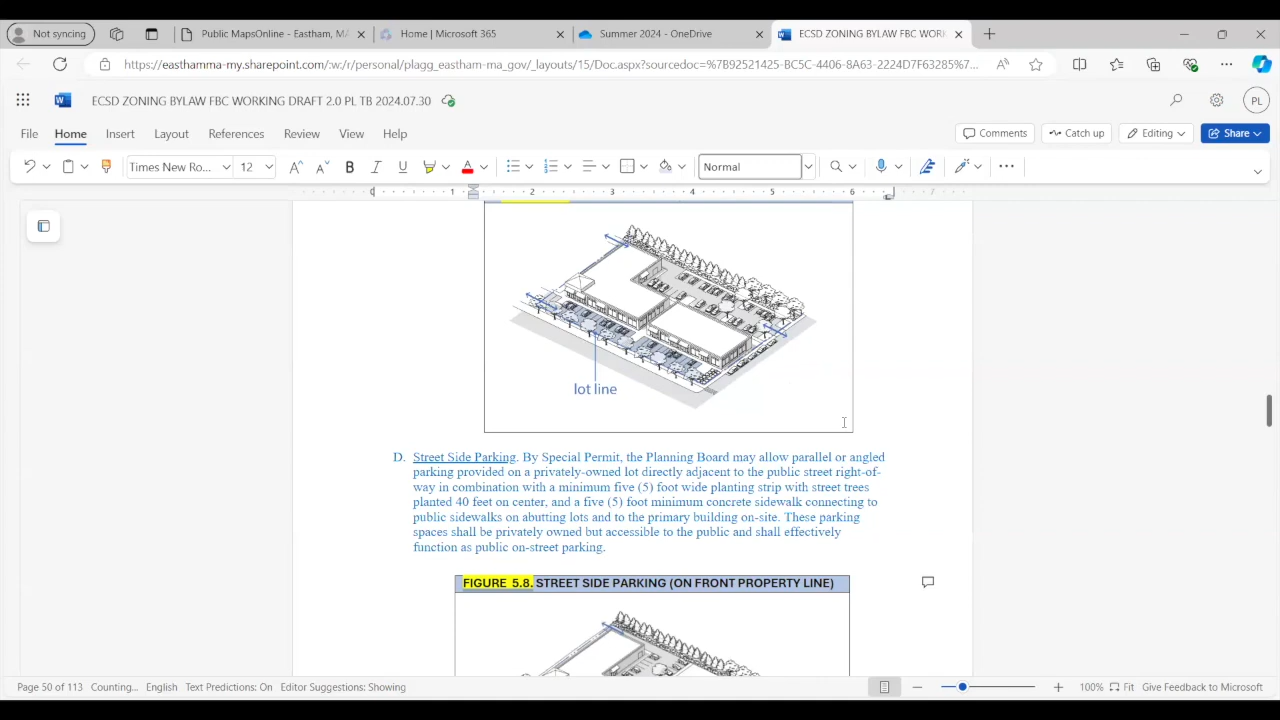 Not syncing
Public MapsOnline - Eastham, MA
Home | Microsoft 365
Summer 2024 - OneDrive
ECSD ZONING BYLAW FBC WORK
https://easthamma-my.sharepoint.com/:w:/r/personal/plagg_eastham-ma_gov/_layouts/15/Doc.aspx?sourcedoc=%7B92521425-BC5C-4406-8A63-2224D7F63285%7...
ECSD ZONING BYLAW FBC WORKING DRAFT 2.0 PL TB 2024.07.30
PL
File Home Insert Layout References Review View Help
Comments Catch up Editing Share
Times New Ro... 12 Normal
1 2 3 4 5 6 7
lot line
D. Street Side Parking. By Special Permit, the Planning Board may allow parallel or angled
parking provided on a privately-owned lot directly adjacent to the public street right-of-
way in combination with a minimum five (5) foot wide planting strip with street trees
planted 40 feet on center, and a five (5) foot minimum concrete sidewalk connecting to
public sidewalks on abutting lots and to the primary building on-site. These parking
spaces shall be privately owned but accessible to the public and shall effectively
function as public on-street parking.
FIGURE 5.8. STREET SIDE PARKING (ON FRONT PROPERTY LINE)
Page 50 of 113 Counting... English Text Predictions: On Editor Suggestions: Showing
100% Fit Give Feedback to Microsoft